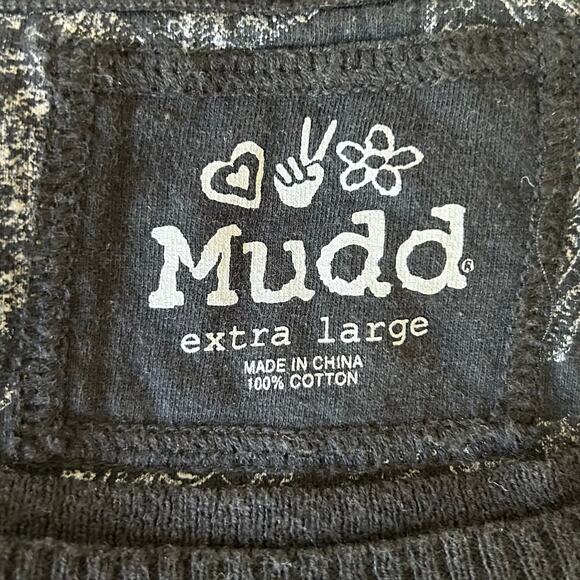 Mudd®
extra large
MADE IN CHINA
100% COTTON